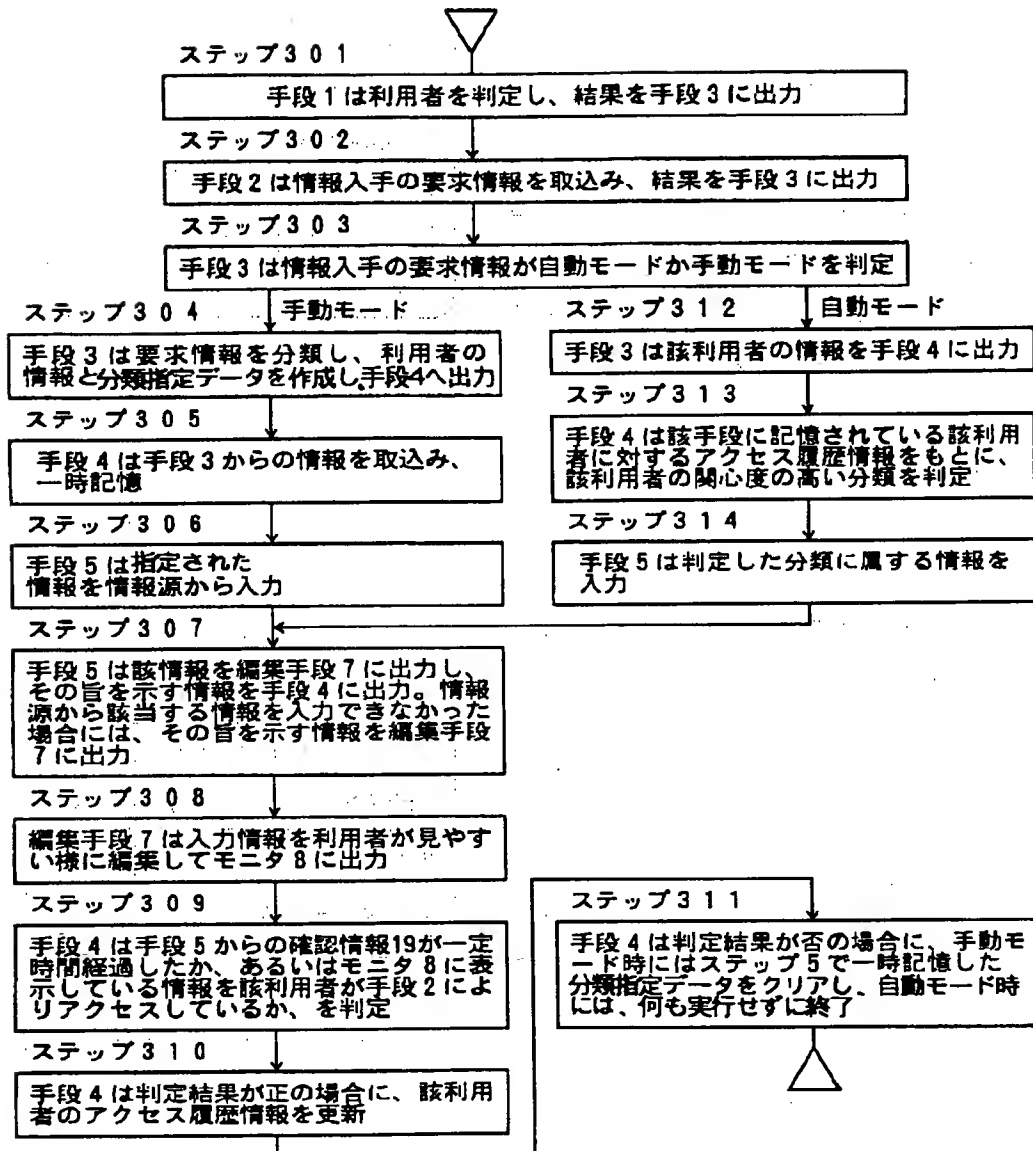 ステップ301
手段1は利用者を判定し、結果を手段3に出力
ステップ302
手段2は情報入手の要求情報を取込み、結果を手段3に出力
ステップ303
手段3は情報入手の要求情報が自動モードか手動モードを判定
ステップ304
手動モード
手段3は要求情報を分類し、利用者の
情報と分類指定データを作成し、手段4へ出力
ステップ305
手段4は手段3からの情報を取込み、
一時記憶
ステップ306
手段5は指定された
情報を情報源から入力
ステップ312
自動モード
手段3は該利用者の情報を手段4に出力
ステップ313
手段4は該手段に記憶されている該利用
者に対するアクセス履歴情報をもとに、
該利用者の関心度の高い分類を判定
ステップ314
手段5は判定した分類に属する情報を
入力
ステップ307
手段5は該情報を編集手段7に出力し、
その旨を示す情報を手段4に出力。情報
源から該当する情報を入力できなかった
場合には、その旨を示す情報を編集手段
7に出力
ステップ308
編集手段7は入力情報を利用者が見やす
い様に編集してモニタ8に出力
ステップ309
手段4は手段5からの確認情報19が一定
時間経過したか、あるいはモニタ8に表
示している情報を該利用者が手段2によ
りアクセスしているか、を判定
ステップ310
手段4は判定結果が正の場合に、該利用
者のアクセス履歴情報を更新
ステップ311
手段4は判定結果が否の場合に、手動モ
ード時にはステップ5で一時記憶した
分類指定データをクリアし、自動モード時
には、何も実行せずに終了